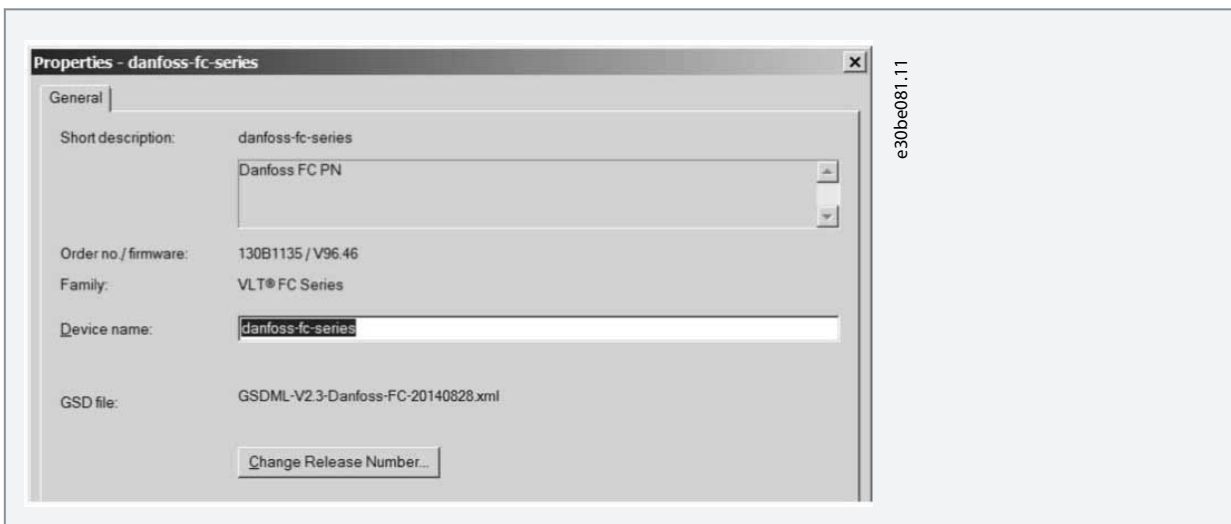 Properties - danfoss-fc-series
General
Short description: danfoss-fc-series
Danfoss FC PN
Order no./ firmware: 130B1135 / V96.46
Family: VLT® FC Series
Device name: danfoss-fc-series
GSD file: GSDML-V2.3-Danfoss-FC-20140828.xml
Change Release Number...
e30be081.11